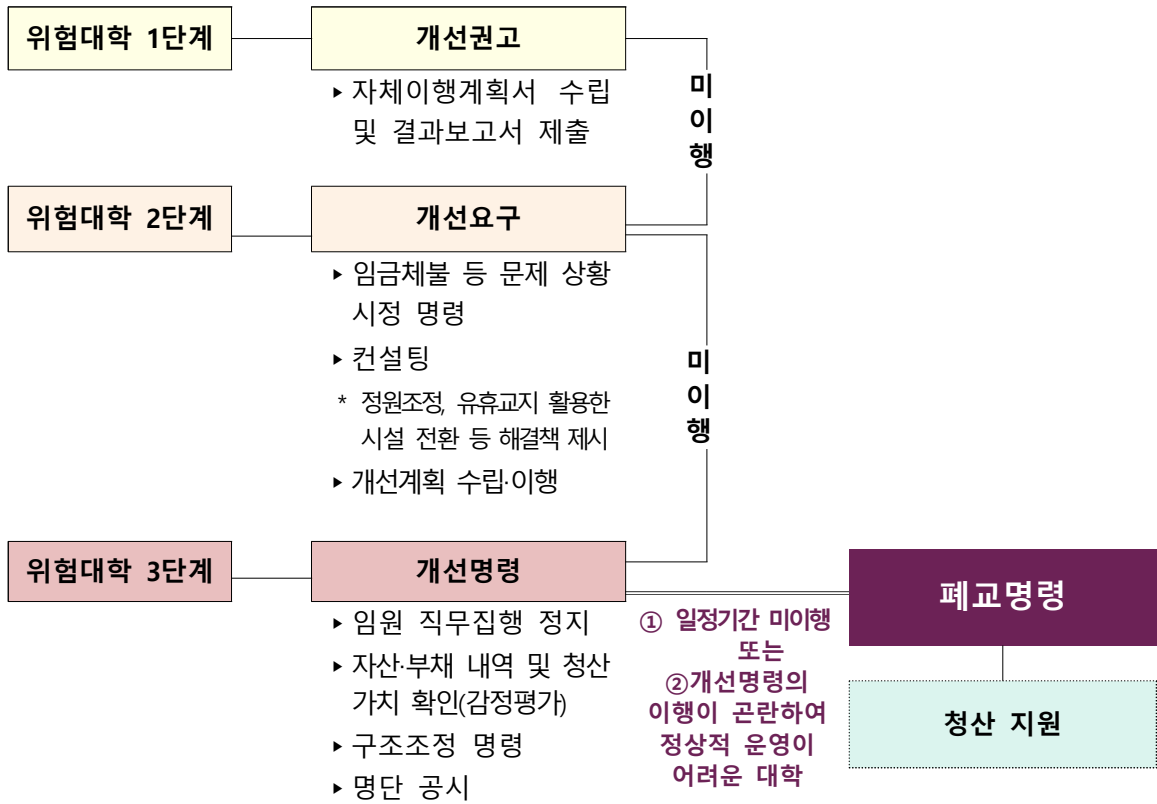 위험대학 1단계
개선권고
▸ 자체이행계획서 수립
및 결과보고서 제출
미
이
행
위험대학 2단계
개선요구
▸ 임금체불 등 문제 상황
시정 명령
▸ 컨설팅
* 정원조정, 유휴교지 활용한
시설 전환 등 해결책 제시
▸ 개선계획 수립·이행
미
이
행
위험대학 3단계
개선명령
▸ 임원 직무집행 정지
▸ 자산·부채 내역 및 청산
가치 확인(감정평가)
▸ 구조조정 명령
▸ 명단 공시
① 일정기간 미이행
또는
②개선명령의
이행이 곤란하여
정상적 운영이
어려운 대학
폐교명령
청산 지원